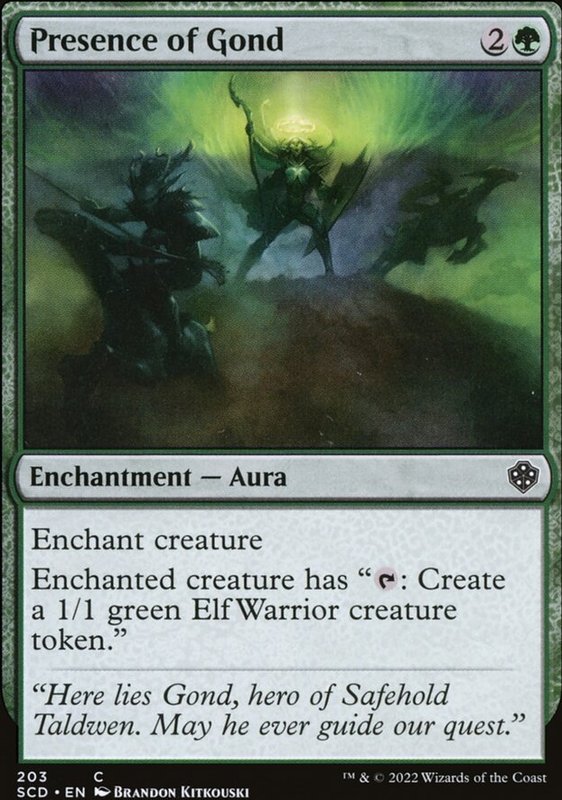 Presence of Gond 2
Enchantment — Aura
Enchant creature
Enchanted creature has “: Create
a 1/1 green Elf Warrior creature
token.”
“Here lies Gond, hero of Safehold
Taldwen. May he ever guide our quest.”
203 C
SCD • EN Brandon Kitkouski
™ & © 2022 Wizards of the Coast